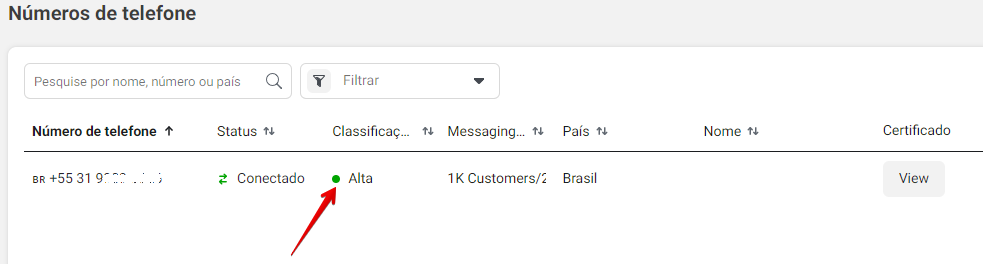 Números de telefone
Pesquise por nome, número ou país
Filtrar
Número de telefone Status Classificaç... Messaging... País Nome Certificado
BR +55 31 9 Conectado Alta 1K Customers/2 Brasil View